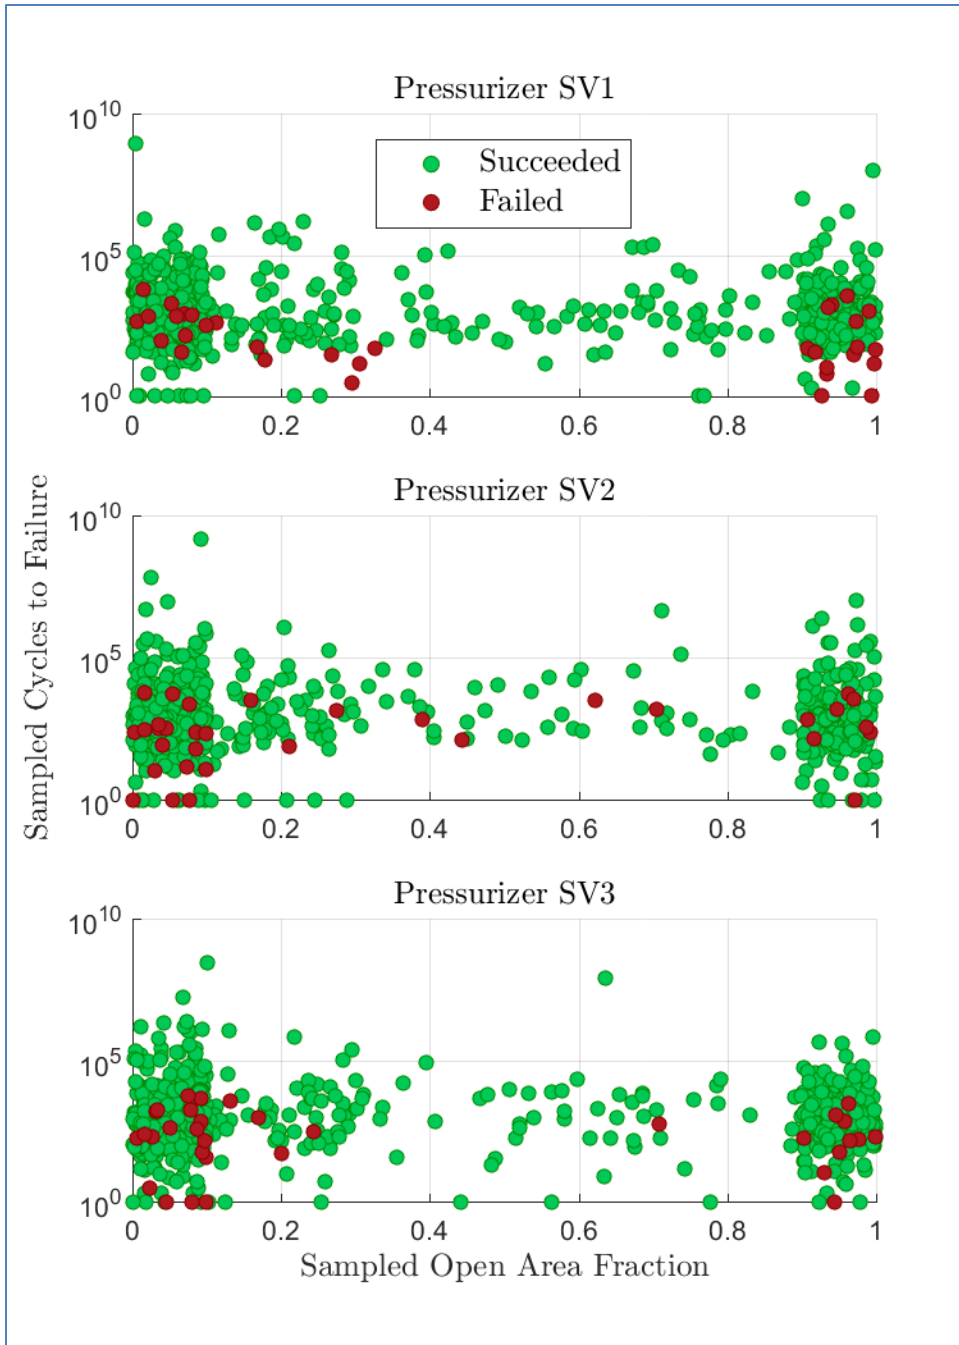 Pressurizer SV1
10^10
Succeeded
Failed
10^5
10^0
0 0.2 0.4 0.6 0.8 1
Pressurizer SV2
10^10
10^5
10^0
0 0.2 0.4 0.6 0.8 1
Sampled Cycles to Failure
Pressurizer SV3
10^10
10^5
10^0
0 0.2 0.4 0.6 0.8 1
Sampled Open Area Fraction